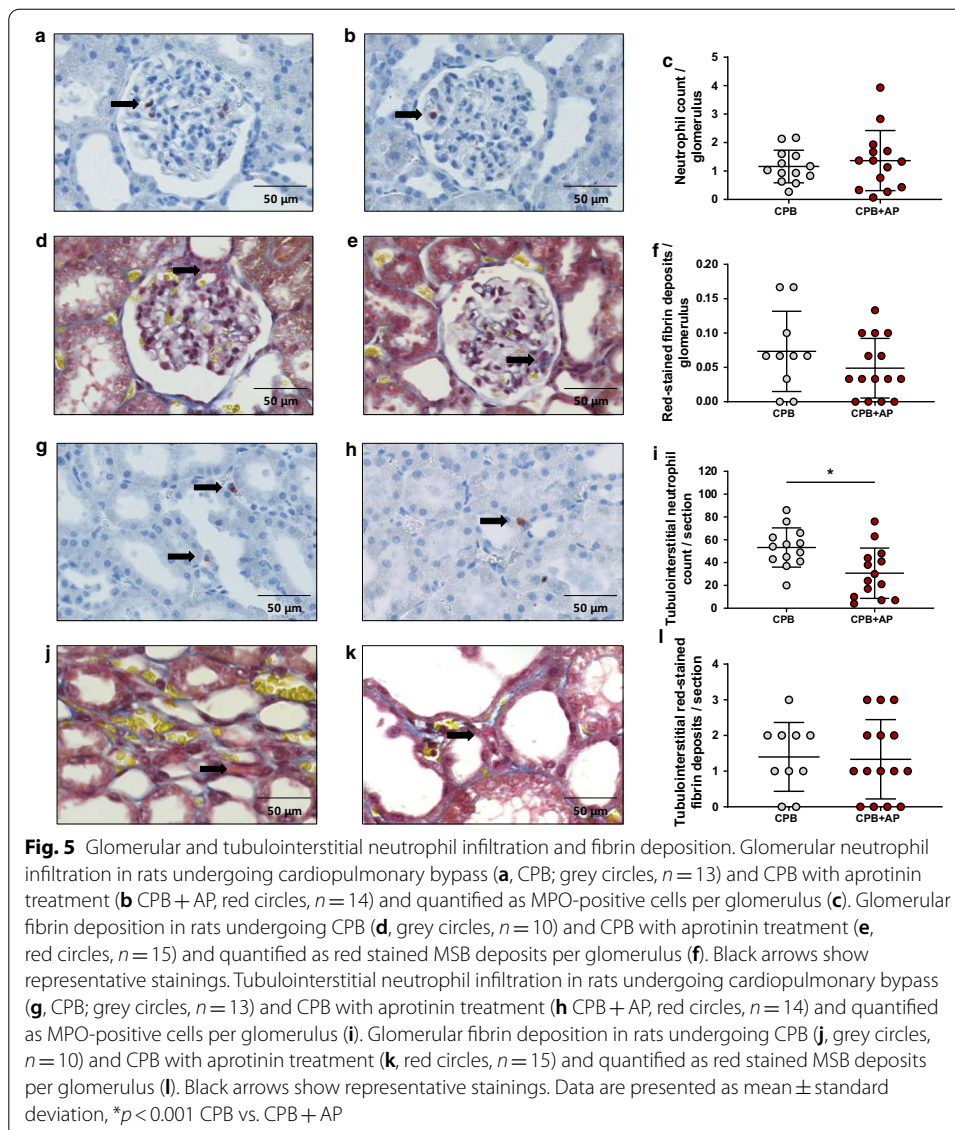 a
b
c
50 µm
50 µm
Neutrophil count /
glomerulus
5
4
3
2
1
0
CPB
CPB+AP
d
e
f
50 µm
50 µm
Red-stained fibrin deposits /
glomerulus
0.20
0.15
0.10
0.05
0.00
CPB
CPB+AP
g
h
i
50 µm
50 µm
Tubulointerstitial neutrophil
count / section
120
100
80
60
40
20
0
*
CPB
CPB+AP
j
k
l
50 µm
50 µm
Tubulointerstitial red-stained
fibrin deposits / section
4
3
2
1
0
CPB
CPB+AP
Fig. 5 Glomerular and tubulointerstitial neutrophil infiltration and fibrin deposition. Glomerular neutrophil
infiltration in rats undergoing cardiopulmonary bypass (a, CPB; grey circles, n = 13) and CPB with aprotinin
treatment (b CPB + AP, red circles, n = 14) and quantified as MPO-positive cells per glomerulus (c). Glomerular
fibrin deposition in rats undergoing CPB (d, grey circles, n = 10) and CPB with aprotinin treatment (e,
red circles, n = 15) and quantified as red stained MSB deposits per glomerulus (f). Black arrows show
representative stainings. Tubulointerstitial neutrophil infiltration in rats undergoing cardiopulmonary bypass
(g, CPB; grey circles, n = 13) and CPB with aprotinin treatment (h CPB + AP, red circles, n = 14) and quantified
as MPO-positive cells per glomerulus (i). Glomerular fibrin deposition in rats undergoing CPB (j, grey circles,
n = 10) and CPB with aprotinin treatment (k, red circles, n = 15) and quantified as red stained MSB deposits
per glomerulus (l). Black arrows show representative stainings. Data are presented as mean ± standard
deviation, *p < 0.001 CPB vs. CPB + AP